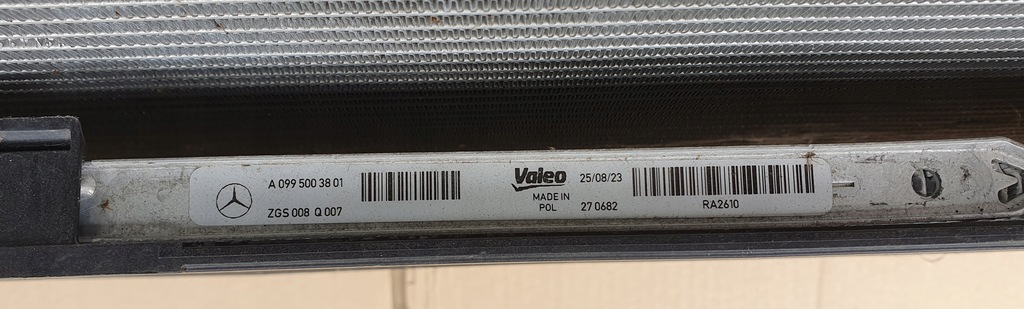 A 099 500 38 01
ZGS 008 Q 007
Valeo
MADE IN
POL
25/08/23
27 0682
RA2610